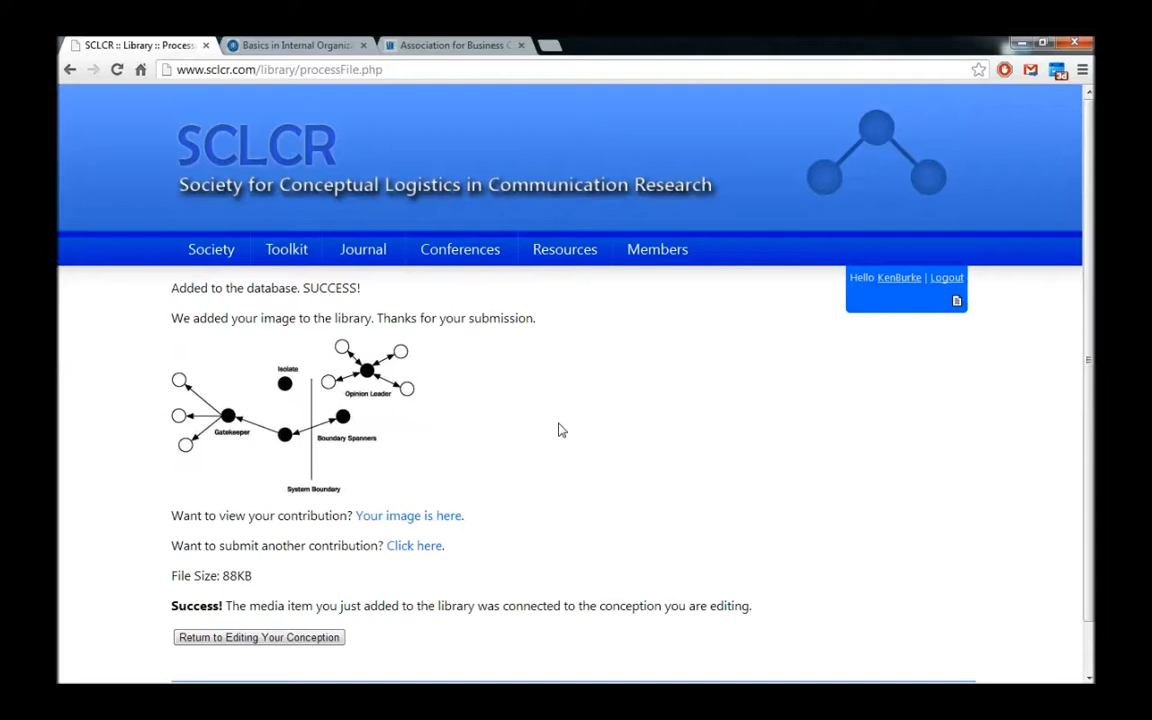 SCLCR :: Library :: Process
Basics in Internal Organiz
Association for Business C
www.sclcr.com/library/processFile.php
SCLCR
Society for Conceptual Logistics in Communication Research
Society Toolkit Journal Conferences Resources Members
Hello KenBurke | Logout
Added to the database. SUCCESS!
We added your image to the library. Thanks for your submission.
Isolate
Opinion Leader
Gatekeeper
Boundary Spanners
System Boundary
Want to view your contribution? Your image is here.
Want to submit another contribution? Click here.
File Size: 88KB
Success! The media item you just added to the library was connected to the conception you are editing.
Return to Editing Your Conception